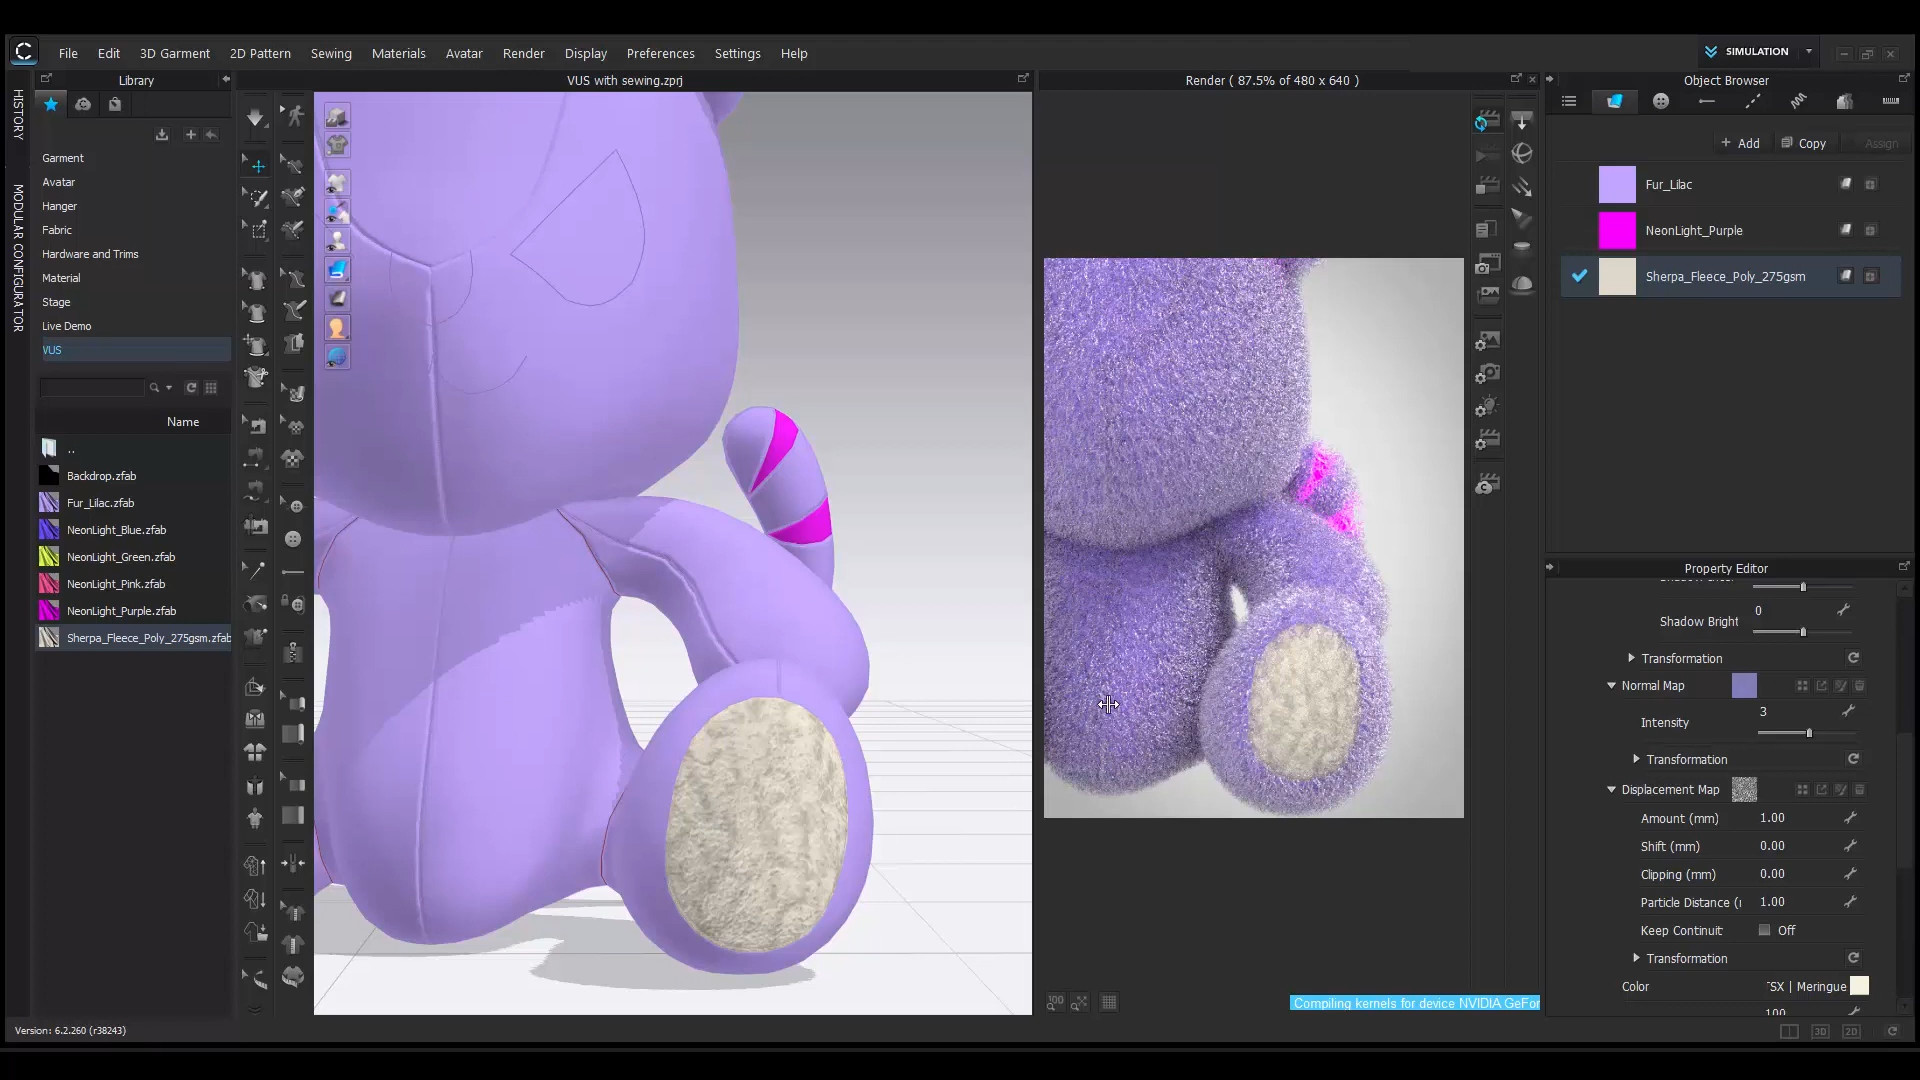 File
Edit
3D Garment
2D Pattern
Sewing
Materials
Avatar
Render
Display
Preferences
Settings
Help
SIMULATION
HISTORY
MODULAR CONFIGURATOR
Library
Garment
Avatar
Hanger
Fabric
Hardware and Trims
Material
Stage
Live Demo
VUS
Name
..
Backdrop.zfab
Fur_Lilac.zfab
NeonLight_Blue.zfab
NeonLight_Green.zfab
NeonLight_Pink.zfab
NeonLight_Purple.zfab
Sherpa_Fleece_Poly_275gsm.zfab
Version: 6.2.260 (r38243)
VUS with sewing.zprj
Render ( 87.5% of 480 x 640 )
100
Compiling kernels for device NVIDIA GeFor
Object Browser
+ Add
Copy
Assign
Fur_Lilac
NeonLight_Purple
Sherpa_Fleece_Poly_275gsm
Property Editor
0
Shadow Bright
Transformation
Normal Map
3
Intensity
Transformation
Displacement Map
Amount (mm) 1.00
Shift (mm) 0.00
Clipping (mm) 0.00
Particle Distance (r 1.00
Keep Continuit Off
Transformation
Color TSX | Meringue
100
3D
2D